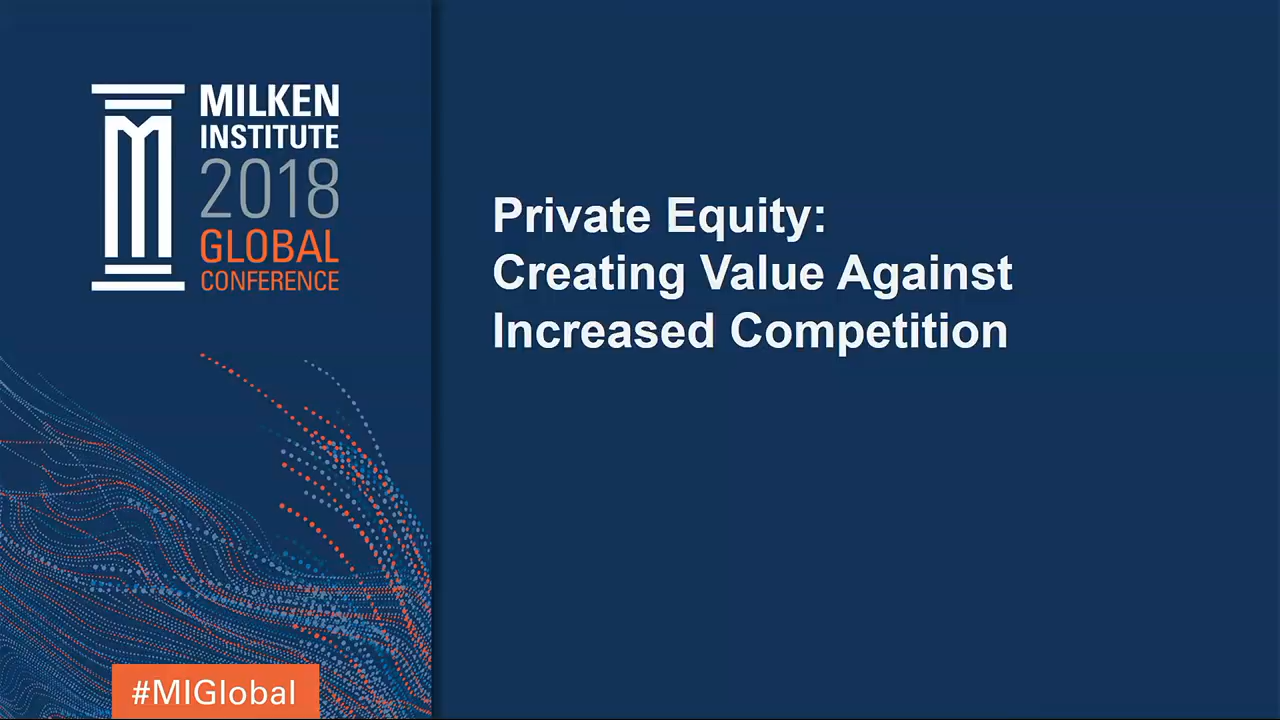 MILKEN
INSTITUTE
2018
GLOBAL
CONFERENCE
Private Equity:
Creating Value Against
Increased Competition
#MIGlobal